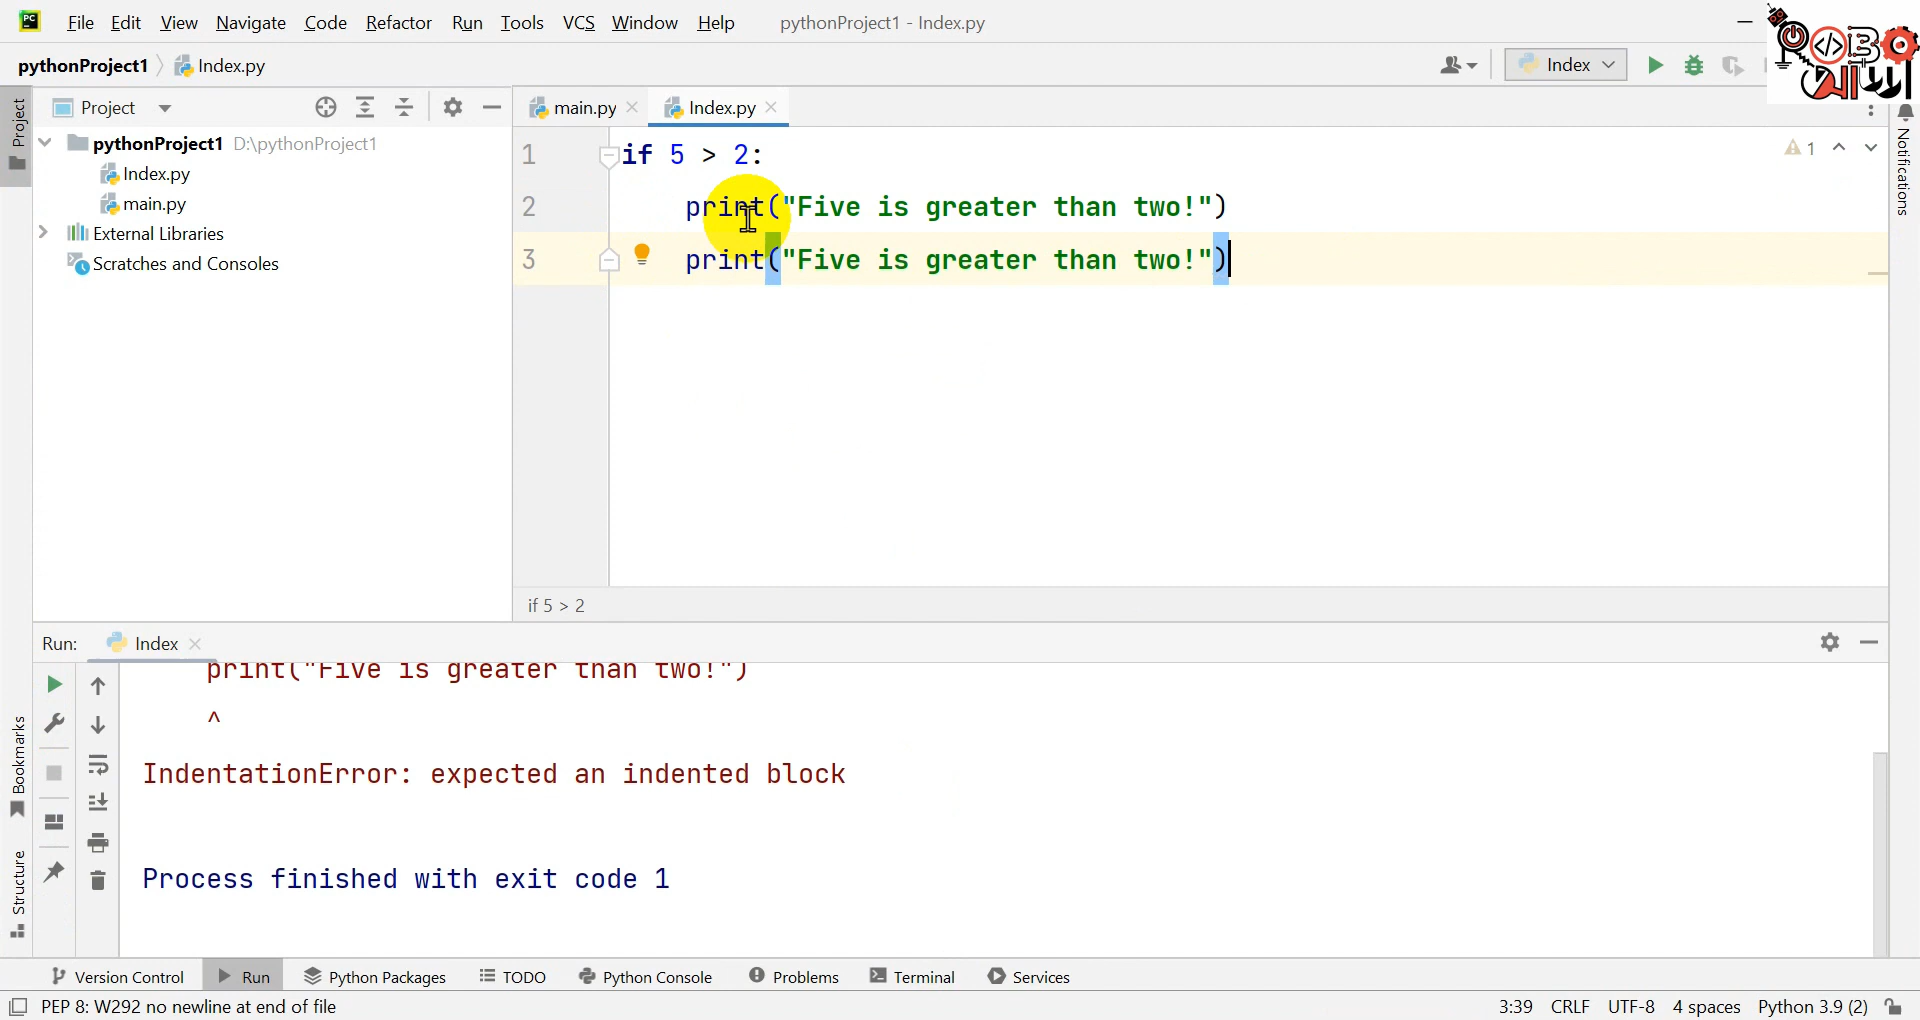 PC File Edit View Navigate Code Refactor Run Tools VCS Window Help pythonProject1 - Index.py
pythonProject1 Index.py Index
Project Project main.py Index.py
pythonProject1 D:\pythonProject1
Index.py
main.py
External Libraries
Scratches and Consoles
1 if 5 > 2:
2 print("Five is greater than two!")
3 print("Five is greater than two!")
1
Notifications
if 5 > 2
Run: Index
print("Five is greater than two!")
^
IndentationError: expected an indented block
Process finished with exit code 1
Bookmarks
Structure
Version Control Run Python Packages TODO Python Console Problems Terminal Services
PEP 8: W292 no newline at end of file 3:39 CRLF UTF-8 4 spaces Python 3.9 (2)